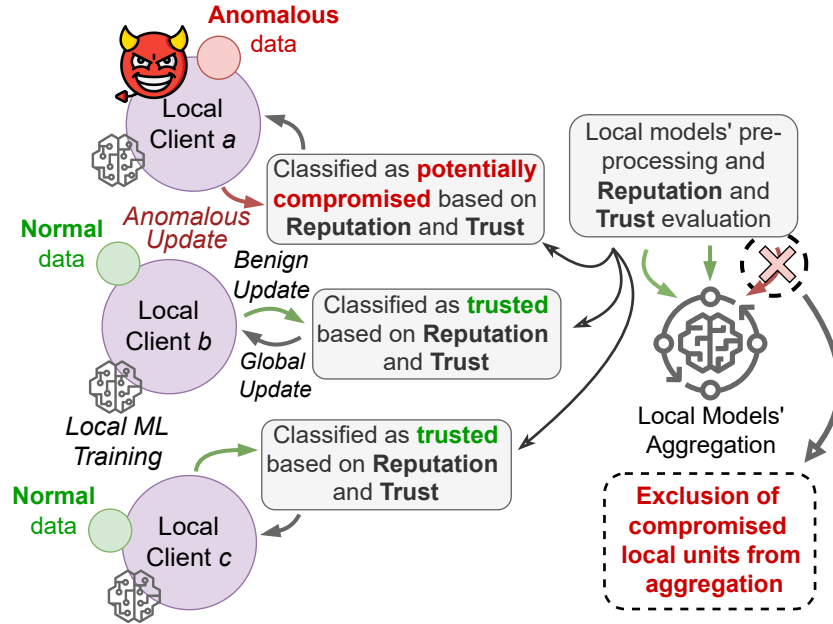 Anomalous
data
Local
Client a
Classified as potentially
compromised based on
Reputation and Trust
Anomalous
Update
Local models' pre-
processing and
Reputation and
Trust evaluation
Normal
data
Local
Client b
Benign
Update
Global
Update
Classified as trusted
based on Reputation
and Trust
Local ML
Training
Local Models'
Aggregation
Normal
data
Local
Client c
Classified as trusted
based on Reputation
and Trust
Exclusion of
compromised
local units from
aggregation